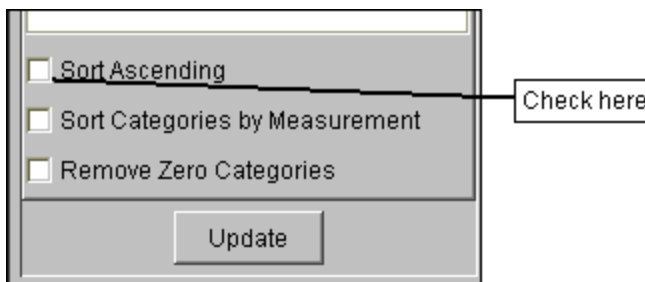 Sort Ascending
Check here
Sort Categories by Measurement
Remove Zero Categories
Update